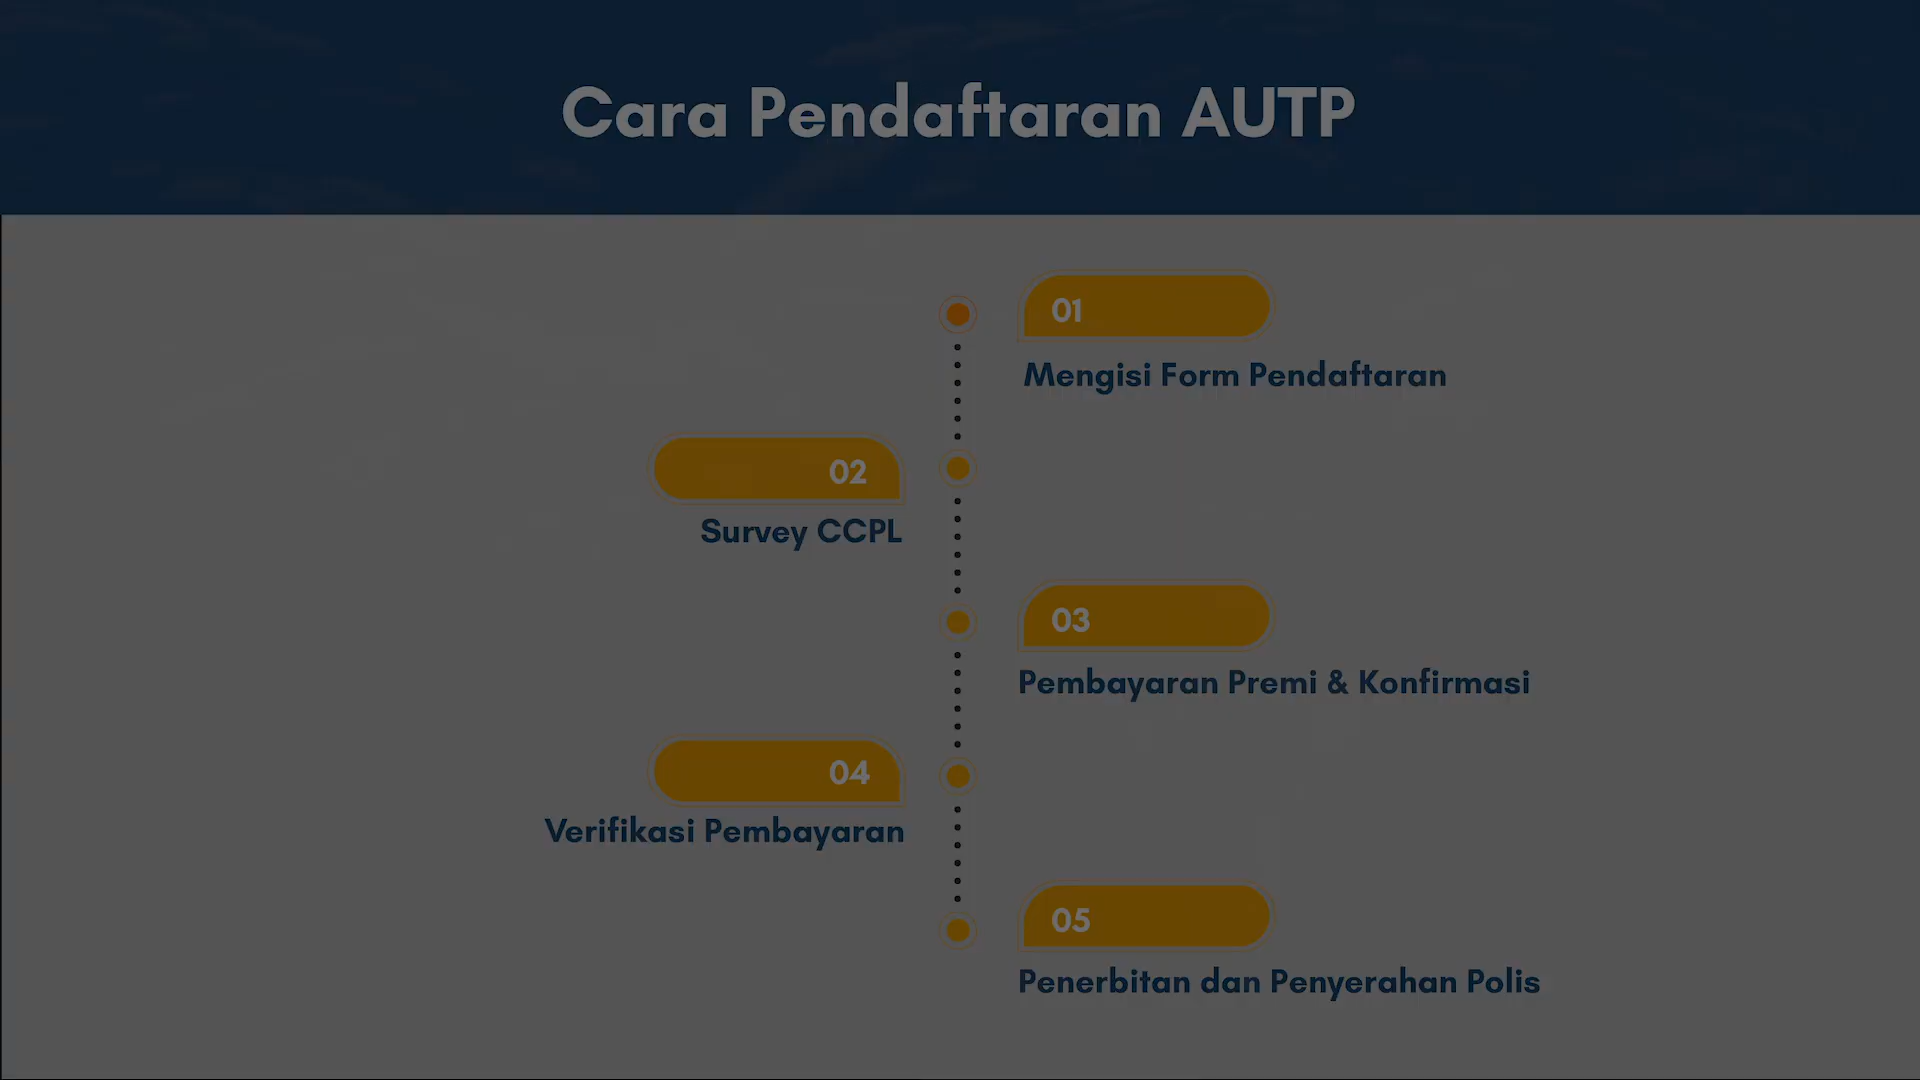 Cara Pendaftaran AUTP
01
Mengisi Form Pendaftaran
02
Survey CCPL
03
Pembayaran Premi & Konfirmasi
04
Verifikasi Pembayaran
05
Penerbitan dan Penyerahan Polis